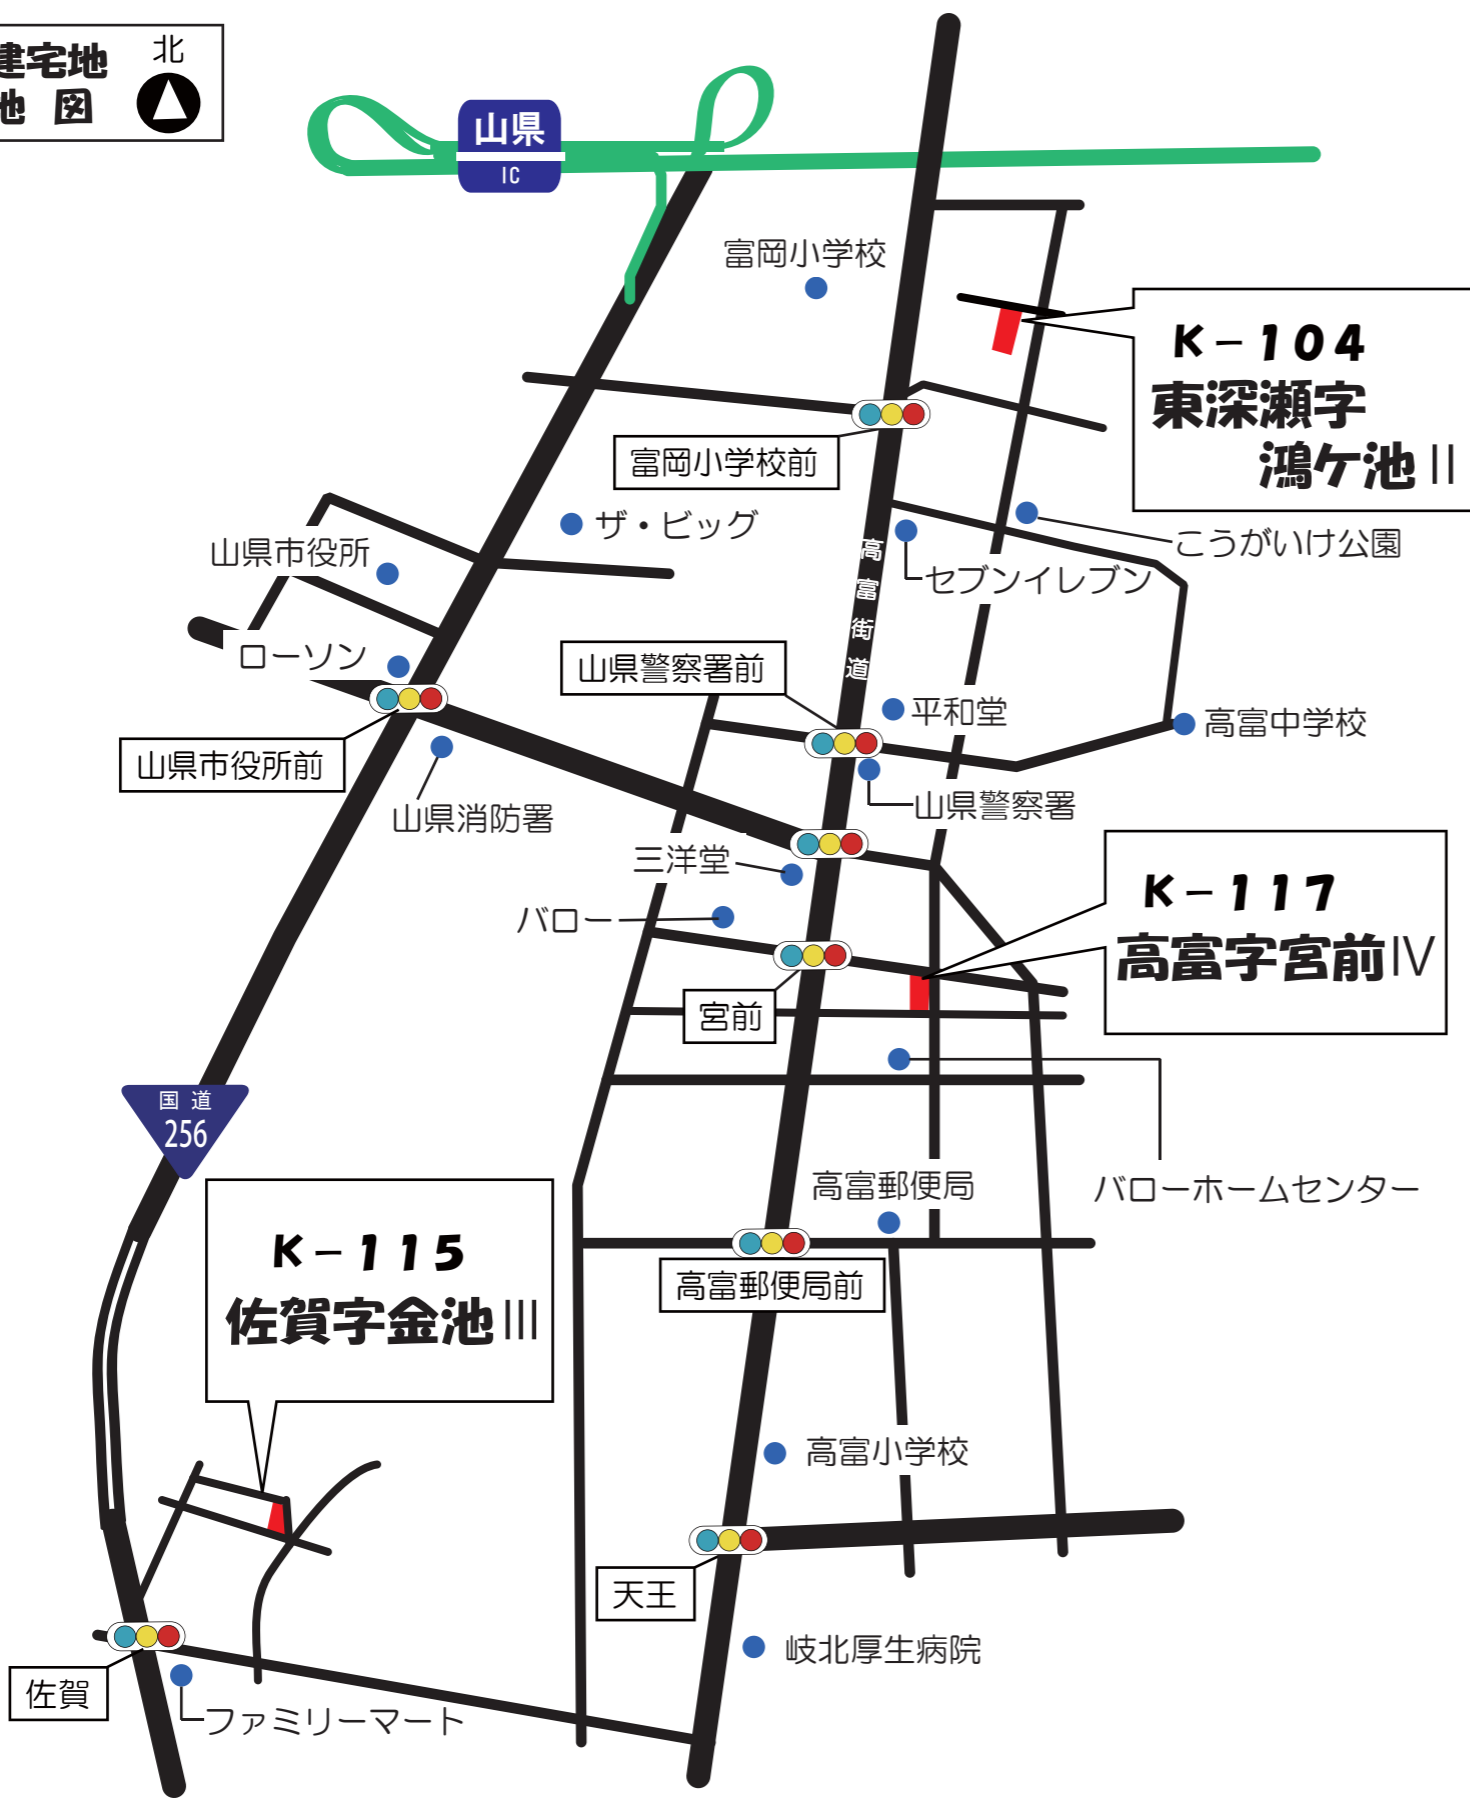 建宅地
地 図
北
山県
IC
富岡小学校
K-104
東深瀬字
鴻ケ池Ⅱ
富岡小学校前
ザ・ビッグ
こうがいけ公園
山県市役所
セブンイレブン
高富街道
ローソン
山県警察署前
平和堂
高富中学校
山県市役所前
山県消防署
山県警察署
三洋堂
K-117
高富字宮前Ⅳ
バロー
宮前
国道
256
高富郵便局
バローホームセンター
K-115
佐賀字金池Ⅲ
高富郵便局前
高富小学校
天王
岐北厚生病院
佐賀
ファミリーマート